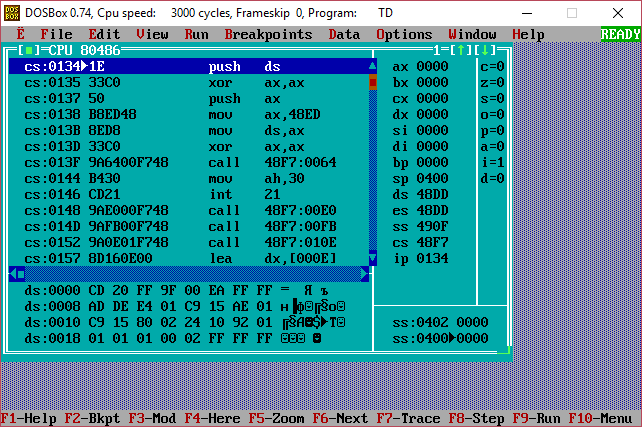 DOSBox 0.74, Cpu speed: 3000 cycles, Frameskip 0, Program: TD
Ë File Edit View Run Breakpoints Data Options Window Help READY
[■]=CPU 80486 1=[↑][↓]
cs:0134►1E push ds ax 0000 c=0
cs:0135 33C0 xor ax,ax bx 0000 z=0
cs:0137 50 push ax cx 0000 s=0
cs:0138 B8ED48 mov ax,48ED dx 0000 o=0
cs:013B 8ED8 mov ds,ax si 0000 p=0
cs:013D 33C0 xor ax,ax di 0000 a=0
cs:013F 9A6400F748 call 48F7:0064 bp 0000 i=1
cs:0144 B430 mov ah,30 sp 0400 d=0
cs:0146 CD21 int 21 ds 48DD
cs:0148 9AE000F748 call 48F7:00E0 es 48DD
cs:014D 9AFB00F748 call 48F7:00FB ss 490F
cs:0152 9A0E01F748 call 48F7:010E cs 48F7
cs:0157 8D160E00 lea dx,[000E] ip 0134
ds:0000 CD 20 FF 9F 00 EA FF FF = Я ъ
ds:0008 AD DE E4 01 C9 15 AE 01 н▐ф☺╔§о☺
ds:0010 C9 15 80 02 24 10 92 01 ╔§А☻$►Т☺ ss:0402 0000
ds:0018 01 01 01 00 02 FF FF FF ☺☺☺ ☻ ss:0400►0000
F1-Help F2-Bkpt F3-Mod F4-Here F5-Zoom F6-Next F7-Trace F8-Step F9-Run F10-Menu